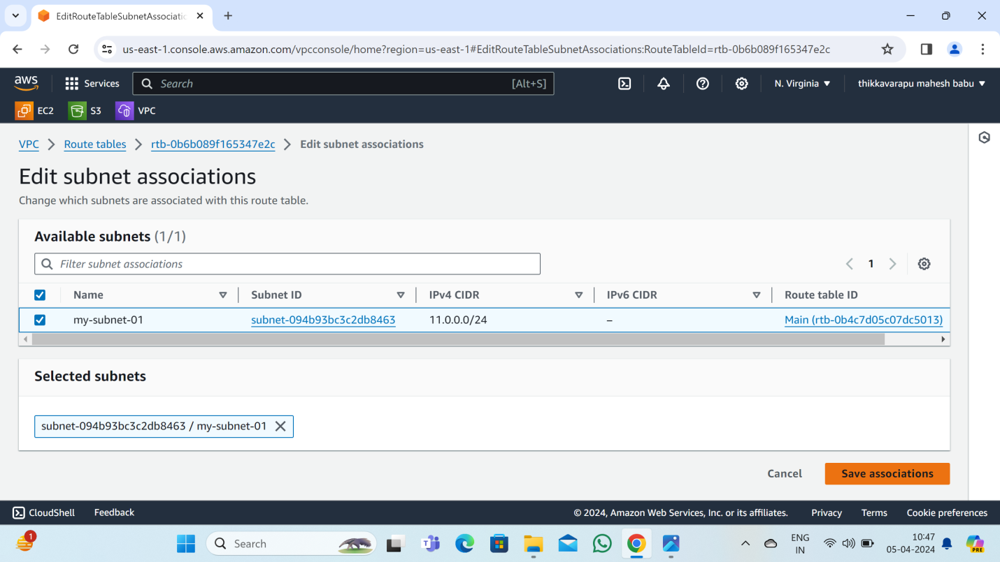 EditRouteTableSubnetAssociatic
us-east-1.console.aws.amazon.com/vpcconsole/home?region=us-east-1#EditRouteTableSubnetAssociations:RouteTableId=rtb-0b6b089f165347e2c
aws Services Search [Alt+S] N. Virginia thikkavarapu mahesh babu
EC2 S3 VPC
VPC Route tables rtb-0b6b089f165347e2c Edit subnet associations
Edit subnet associations
Change which subnets are associated with this route table.
Available subnets (1/1)
Filter subnet associations 1
Name Subnet ID IPv4 CIDR IPv6 CIDR Route table ID
my-subnet-01 subnet-094b93bc3c2db8463 11.0.0.0/24 – Main (rtb-0b4c7d05c07dc5013)
Selected subnets
subnet-094b93bc3c2db8463 / my-subnet-01
Cancel Save associations
CloudShell Feedback © 2024, Amazon Web Services, Inc. or its affiliates. Privacy Terms Cookie preferences
1 Search ENG IN 10:47 05-04-2024 PRE